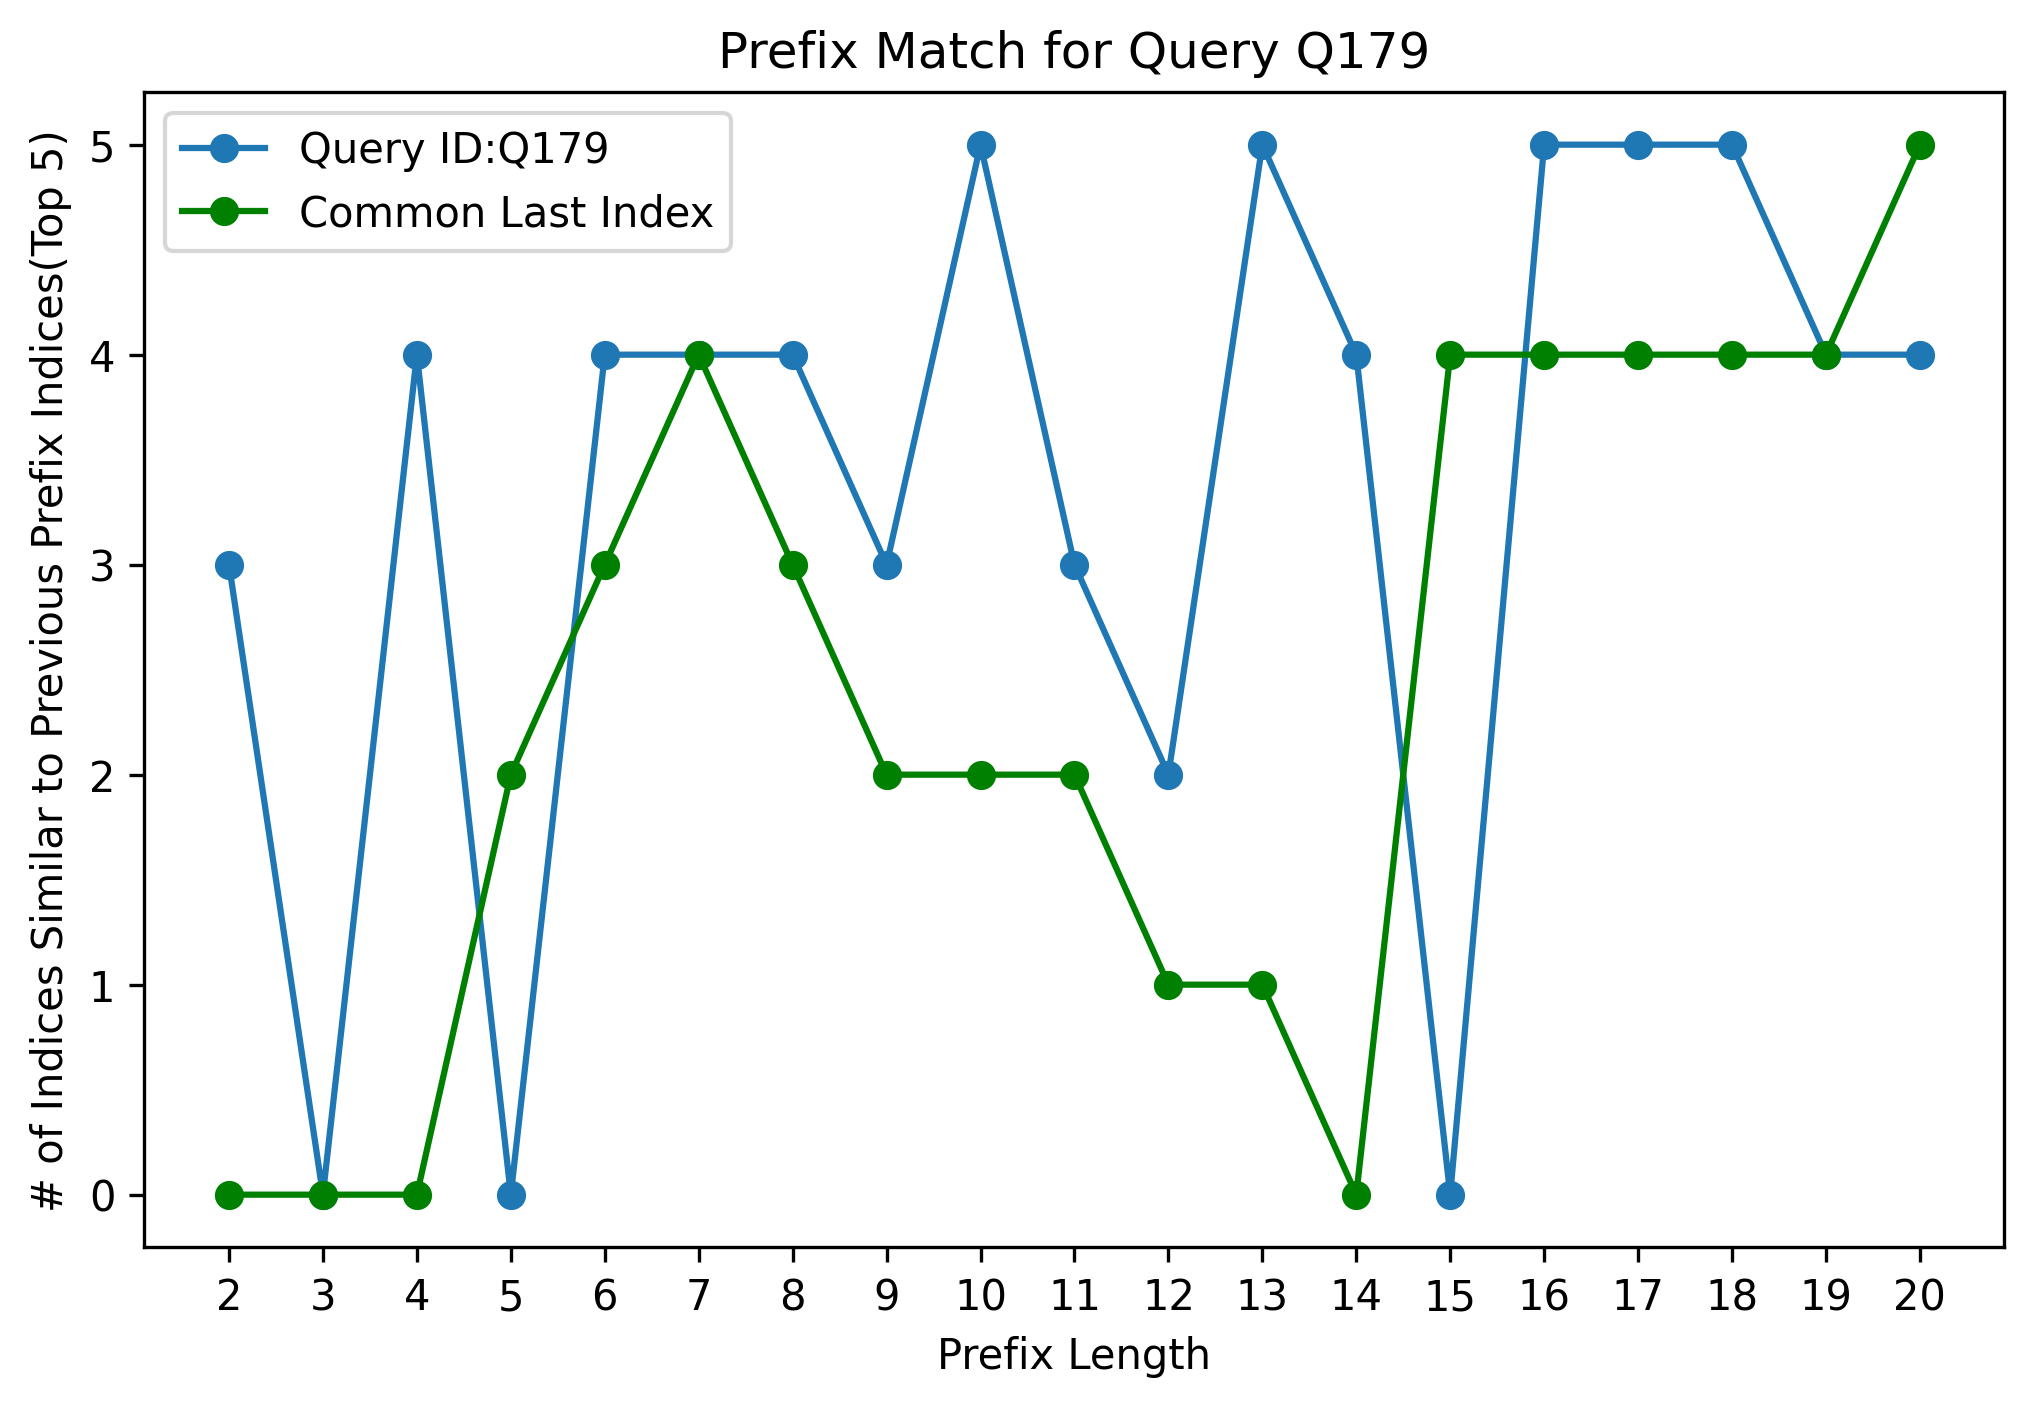 Prefix Match for Query Q179
Query ID:Q179
Common Last Index
# of Indices Similar to Previous Prefix Indices(Top 5)
5
4
3
2
1
0
2 3 4 5 6 7 8 9 10 11 12 13 14 15 16 17 18 19 20
Prefix Length